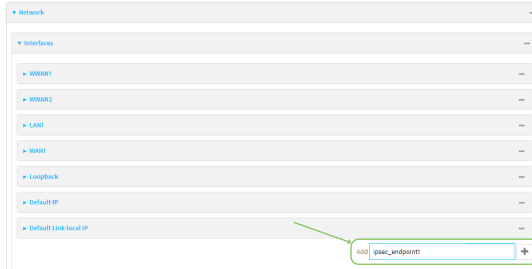 Network
Interfaces
WWAN1
WWAN2
LAN1
WAN1
Loopback
Default IP
Default Link-local IP
Add ipsec_endpoint1